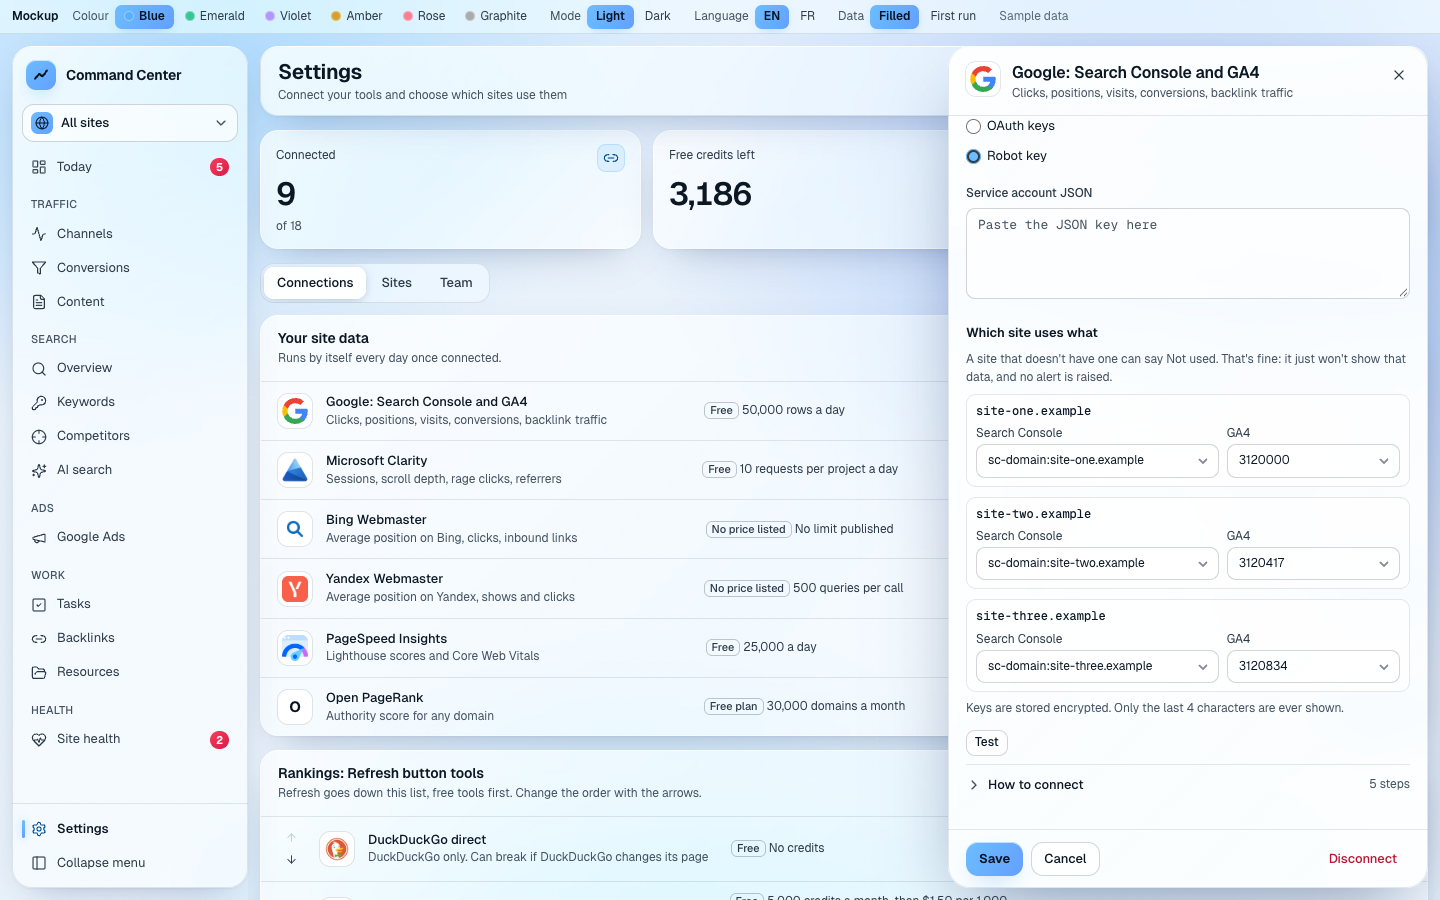 Mockup Colour Blue Emerald Violet Amber Rose Graphite Mode Light Dark Language EN FR Data Filled First run Sample data
Command Center
All sites
Today 5
TRAFFIC
Channels
Conversions
Content
SEARCH
Overview
Keywords
Competitors
AI search
ADS
Google Ads
WORK
Tasks
Backlinks
Resources
HEALTH
Site health 2
Settings
Collapse menu
Settings
Connect your tools and choose which sites use them
Connected
9
of 18
Free credits left
3,186
Connections Sites Team
Your site data
Runs by itself every day once connected.
Google: Search Console and GA4
Clicks, positions, visits, conversions, backlink traffic
Free 50,000 rows a day
Microsoft Clarity
Sessions, scroll depth, rage clicks, referrers
Free 10 requests per project a day
Bing Webmaster
Average position on Bing, clicks, inbound links
No price listed No limit published
Yandex Webmaster
Average position on Yandex, shows and clicks
No price listed 500 queries per call
PageSpeed Insights
Lighthouse scores and Core Web Vitals
Free 25,000 a day
O
Open PageRank
Authority score for any domain
Free plan 30,000 domains a month
Rankings: Refresh button tools
Refresh goes down this list, free tools first. Change the order with the arrows.
DuckDuckGo direct
DuckDuckGo only. Can break if DuckDuckGo changes its page
Free No credits
Free 5,000 credits a month, then $1.50 per 1,000
Google: Search Console and GA4
Clicks, positions, visits, conversions, backlink traffic
OAuth keys
Robot key
Service account JSON
Paste the JSON key here
Which site uses what
A site that doesn't have one can say Not used. That's fine: it just won't show that
data, and no alert is raised.
site-one.example
Search Console GA4
sc-domain:site-one.example 3120000
site-two.example
Search Console GA4
sc-domain:site-two.example 3120417
site-three.example
Search Console GA4
sc-domain:site-three.example 3120834
Keys are stored encrypted. Only the last 4 characters are ever shown.
Test
How to connect 5 steps
Save Cancel Disconnect